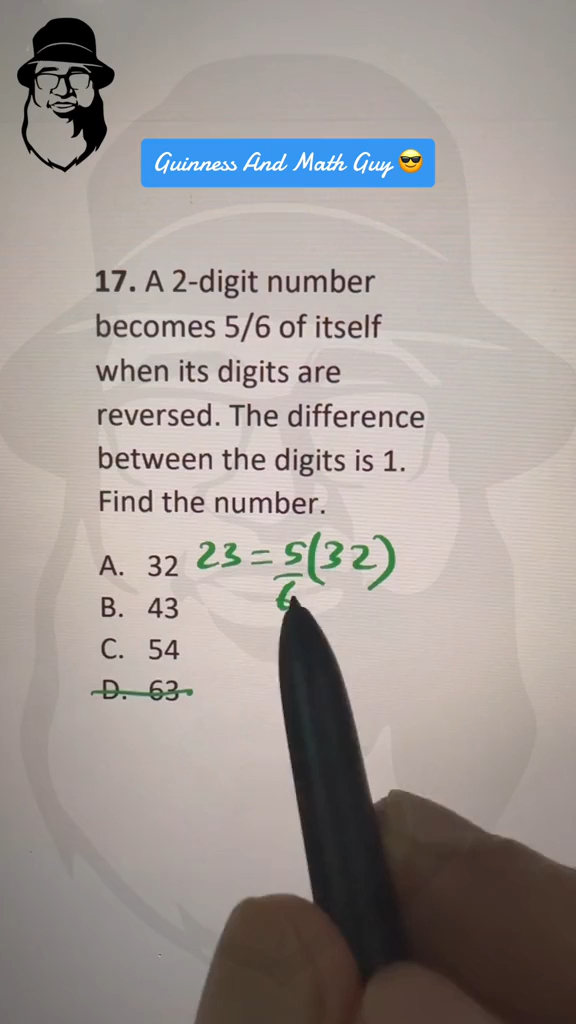 Guinness And Math Guy 😎
17. A 2-digit number
becomes 5/6 of itself
when its digits are
reversed. The difference
between the digits is 1.
Find the number.
A. 32 23 = 5/6(32)
B. 43
C. 54
D. 63